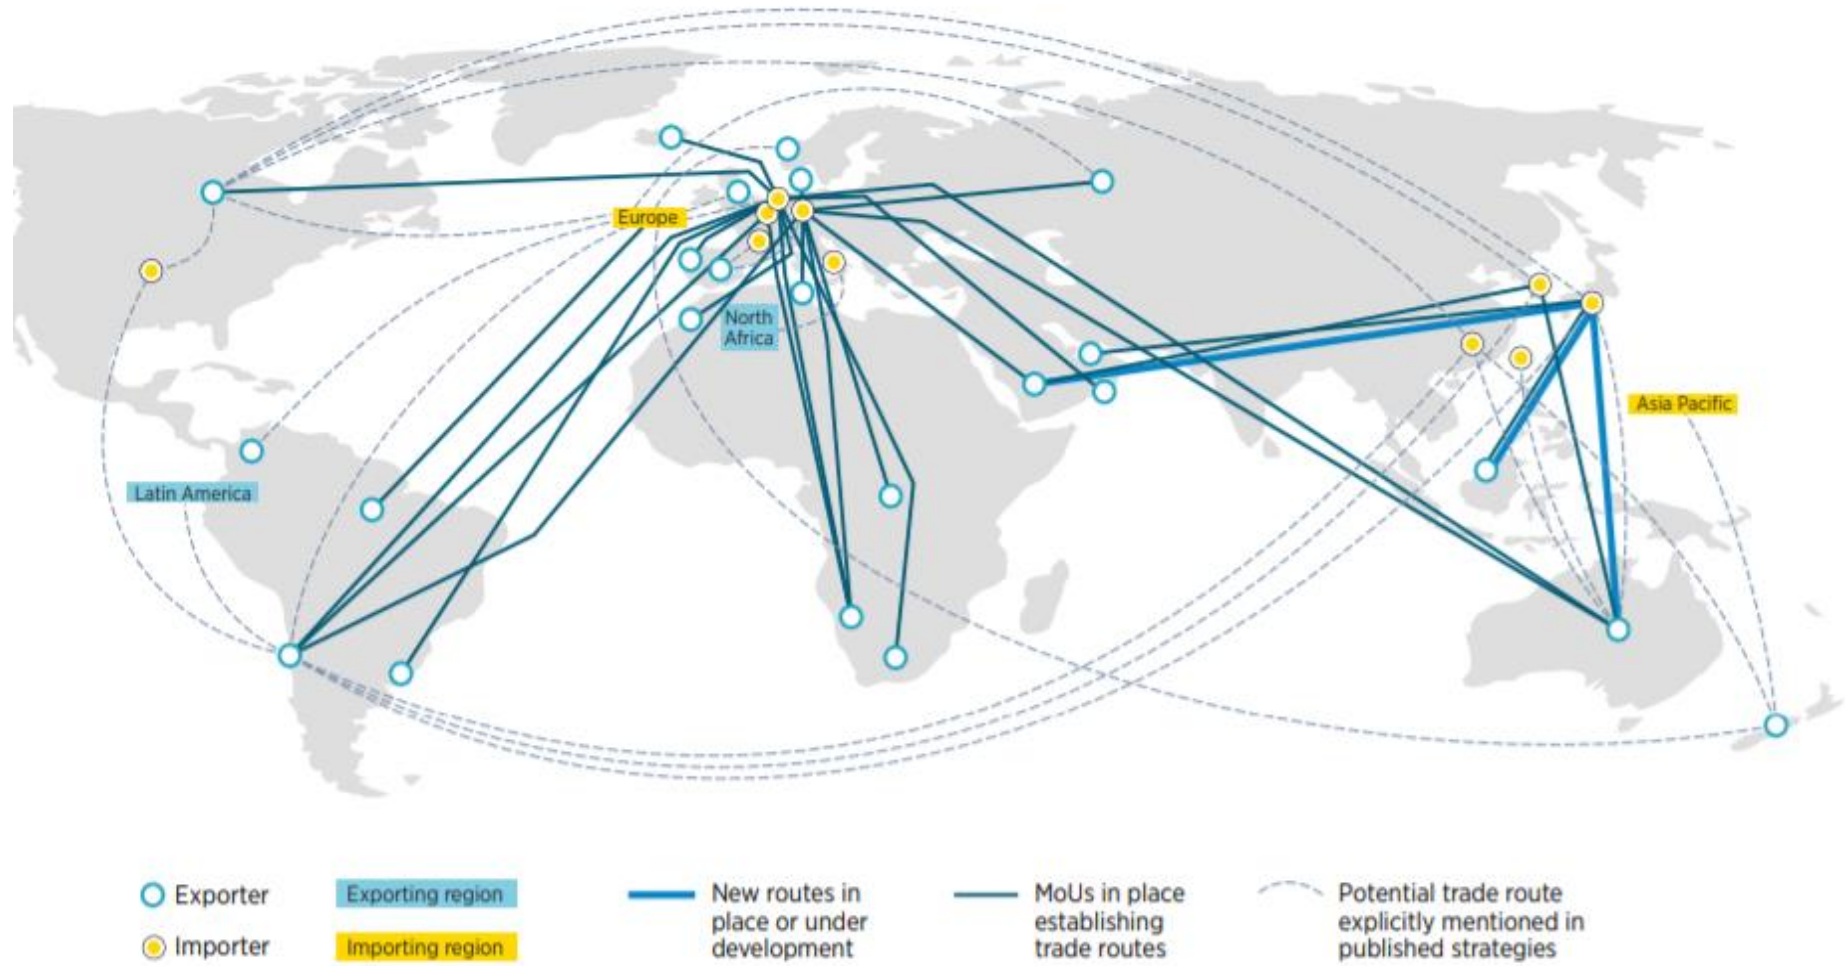 Europe
North
Africa
Asia Pacific
Latin America
Exporter
Importer
Exporting region
Importing region
New routes in
place or under
development
MoUs in place
establishing
trade routes
Potential trade route
explicitly mentioned in
published strategies